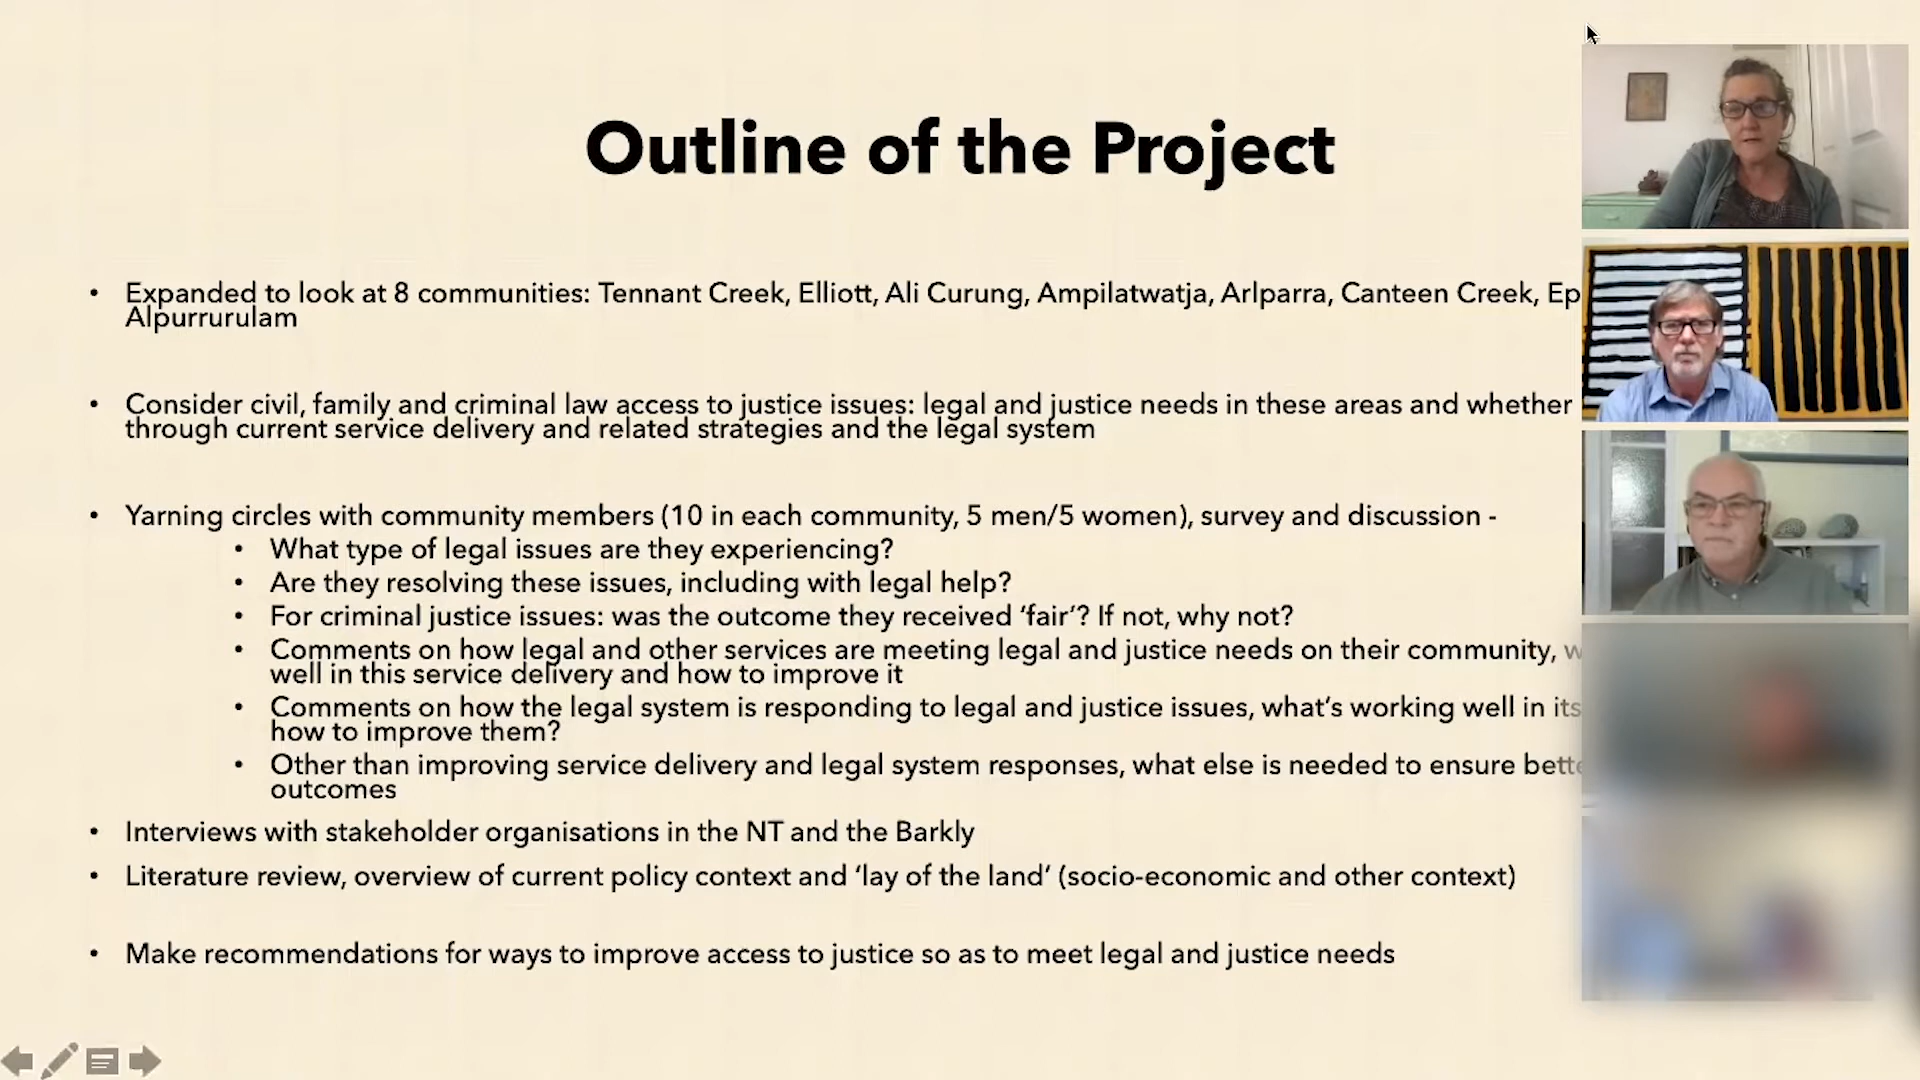 Outline of the Project
• Expanded to look at 8 communities: Tennant Creek, Elliott, Ali Curung, Ampilatwatja, Arlparra, Canteen Creek,
Alpurrurulam
• Consider civil, family and criminal law access to justice issues: legal and justice needs in these areas and whether
through current service delivery and related strategies and the legal system
• Yarning circles with community members (10 in each community, 5 men/5 women), survey and discussion -
• What type of legal issues are they experiencing?
• Are they resolving these issues, including with legal help?
• For criminal justice issues: was the outcome they received ‘fair’? If not, why not?
• Comments on how legal and other services are meeting legal and justice needs on their community,
well in this service delivery and how to improve it
• Comments on how the legal system is responding to legal and justice issues, what’s working well in its
how to improve them?
• Other than improving service delivery and legal system responses, what else is needed to ensure
outcomes
• Interviews with stakeholder organisations in the NT and the Barkly
• Literature review, overview of current policy context and ‘lay of the land’ (socio-economic and other context)
• Make recommendations for ways to improve access to justice so as to meet legal and justice needs